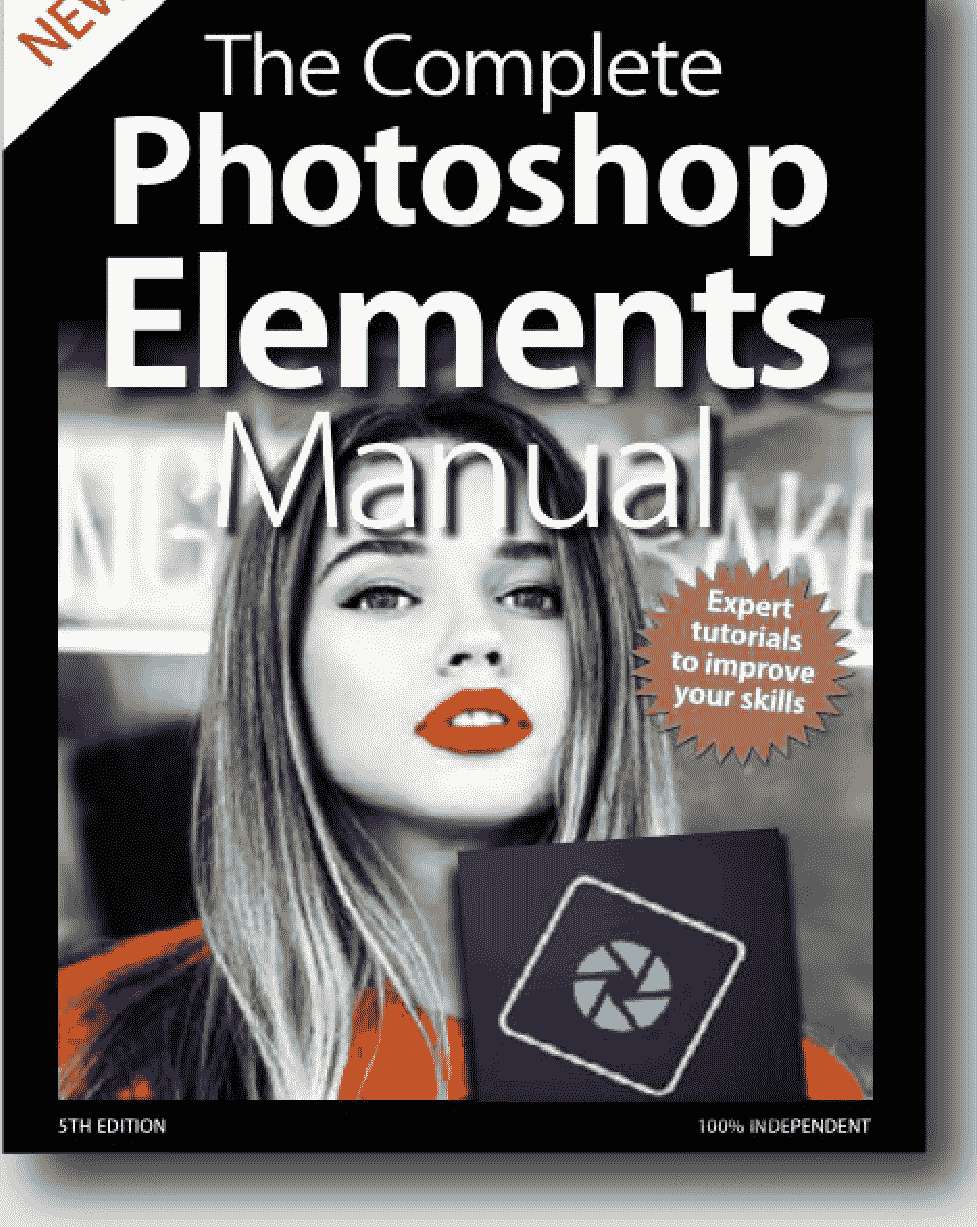 NEW
The Complete
Photoshop
Elements
Manual
Expert
tutorials
to improve
your skills
5TH EDITION
100% INDEPENDENT